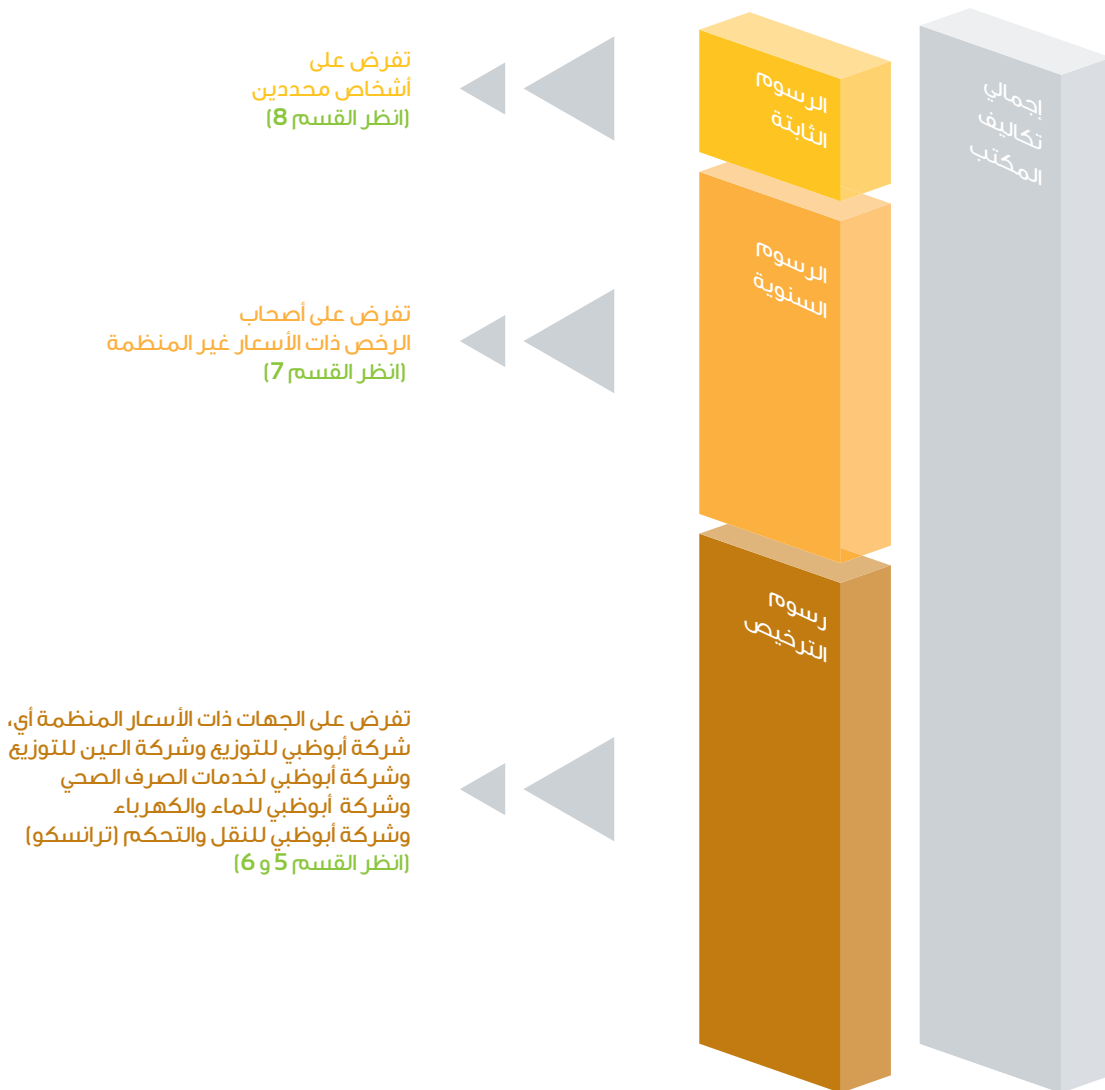 إجمالي
تكاليف
المكتب
الرسوم
الثابتة
تفرض على
أشخاص محددين
(انظر القسم 8)
الرسوم
السنوية
تفرض على أصحاب
الرخص ذات الأسعار غير المنظمة
(انظر القسم 7)
رسوم
الترخيص
تفرض على الجهات ذات الأسعار المنظمة أي،
شركة أبوظبي للتوزيع وشركة العين للتوزيع
وشركة أبوظبي لخدمات الصرف الصحي
وشركة أبوظبي للماء والكهرباء
وشركة أبوظبي للنقل والتحكم (ترانسكو)
(انظر القسم 5 و 6)